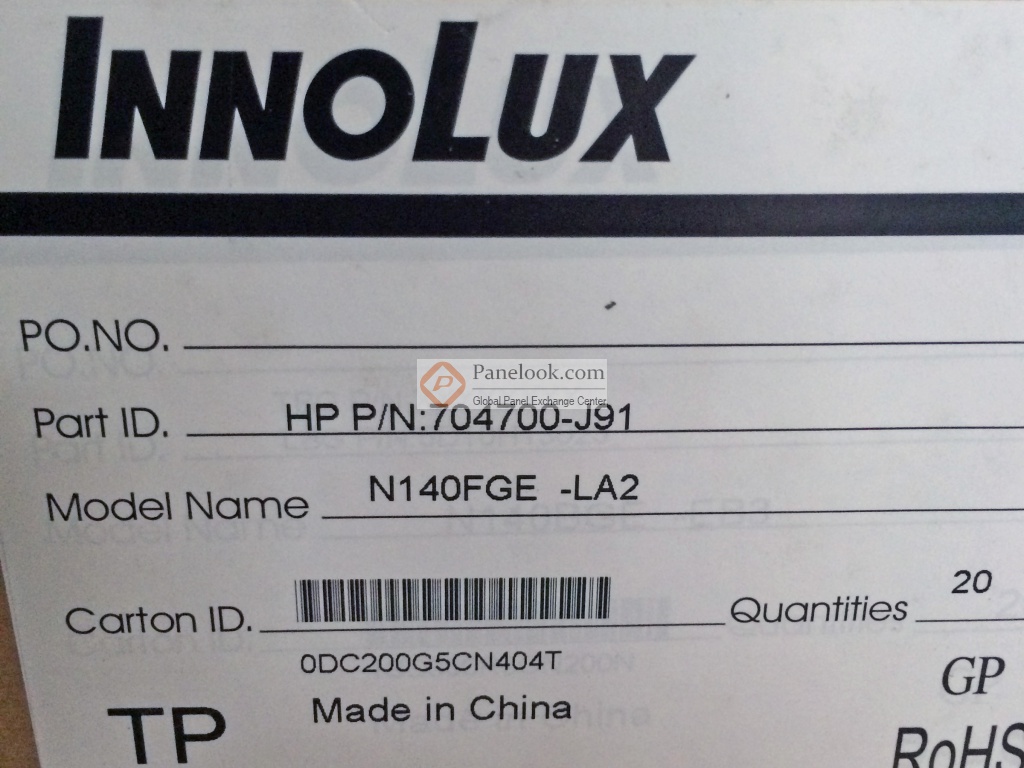 INNOLUX
PO.NO.
Panelook.com
Global Panel Exchange Center
Part ID. HP P/N:704700-J91
Model Name N140FGE -LA2
Carton ID. Quantities 20
0DC200G5CN404T
GP
TP Made in China
RoHS